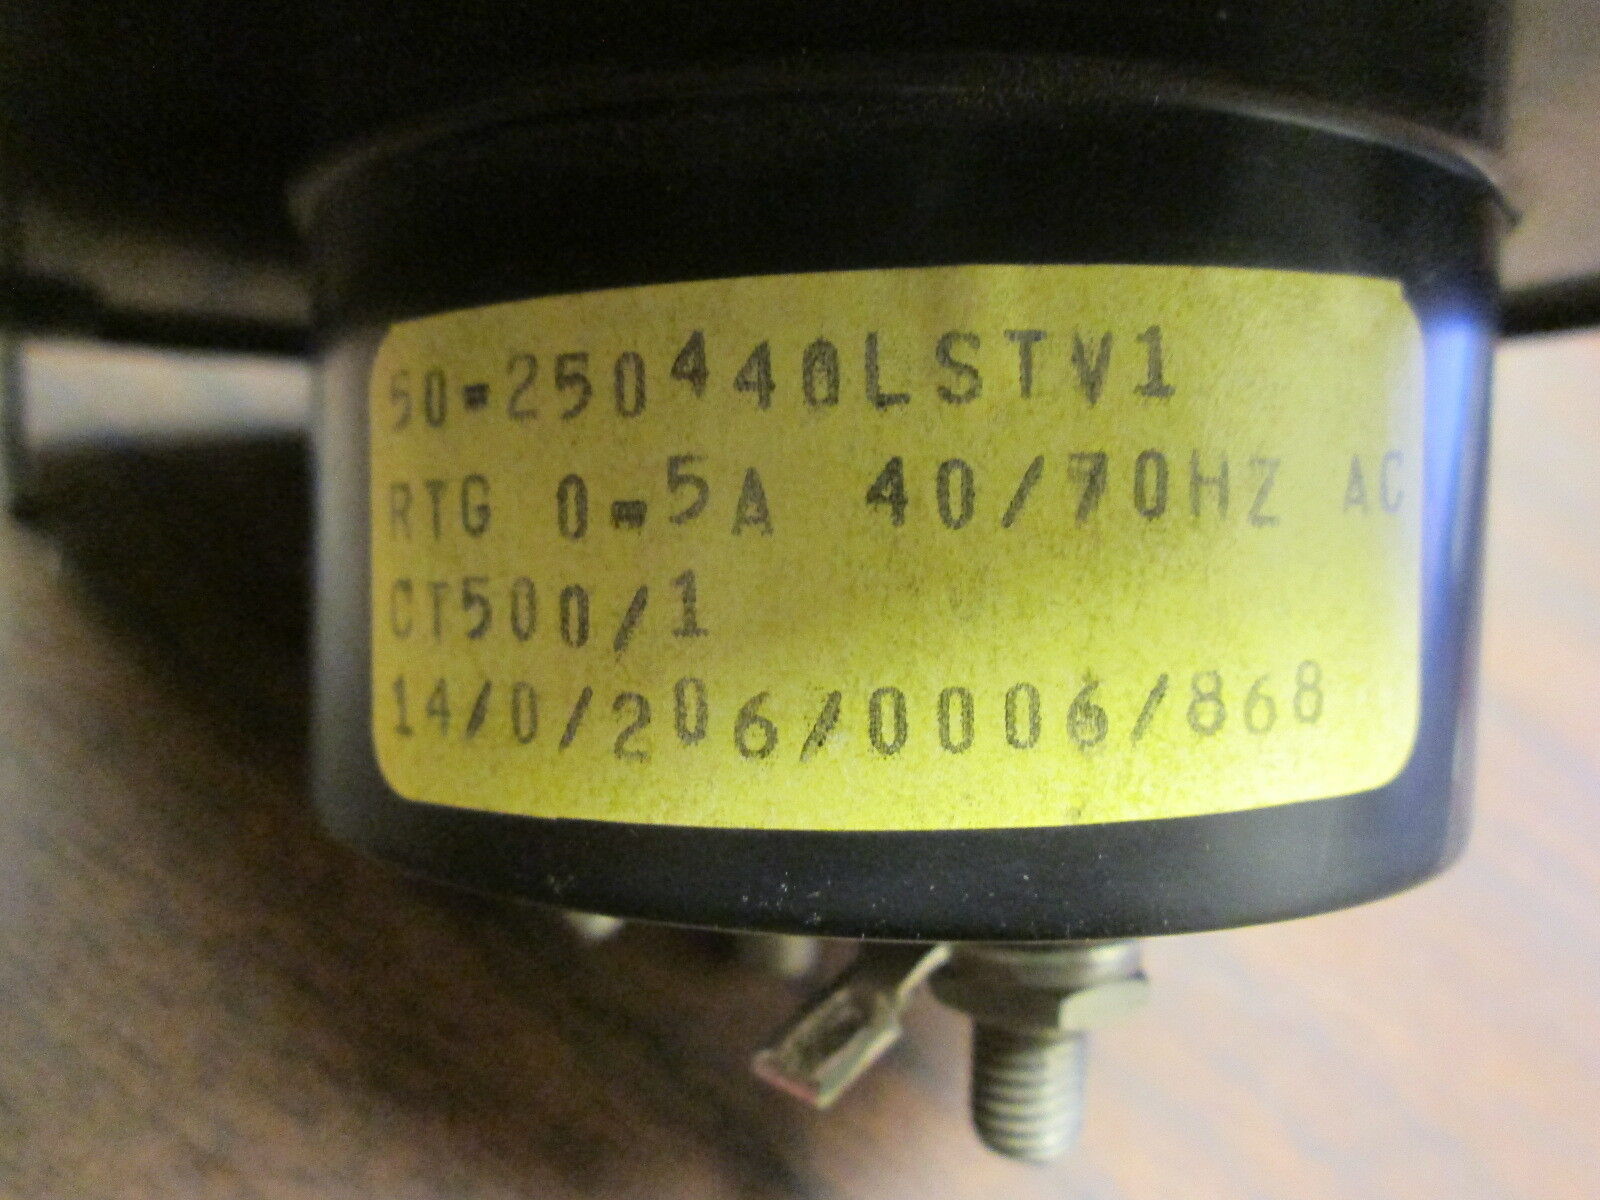 50-250440LSTV1
RTG 0-5A 40/70HZ AC
CT500/1
14/0/206/0006/868